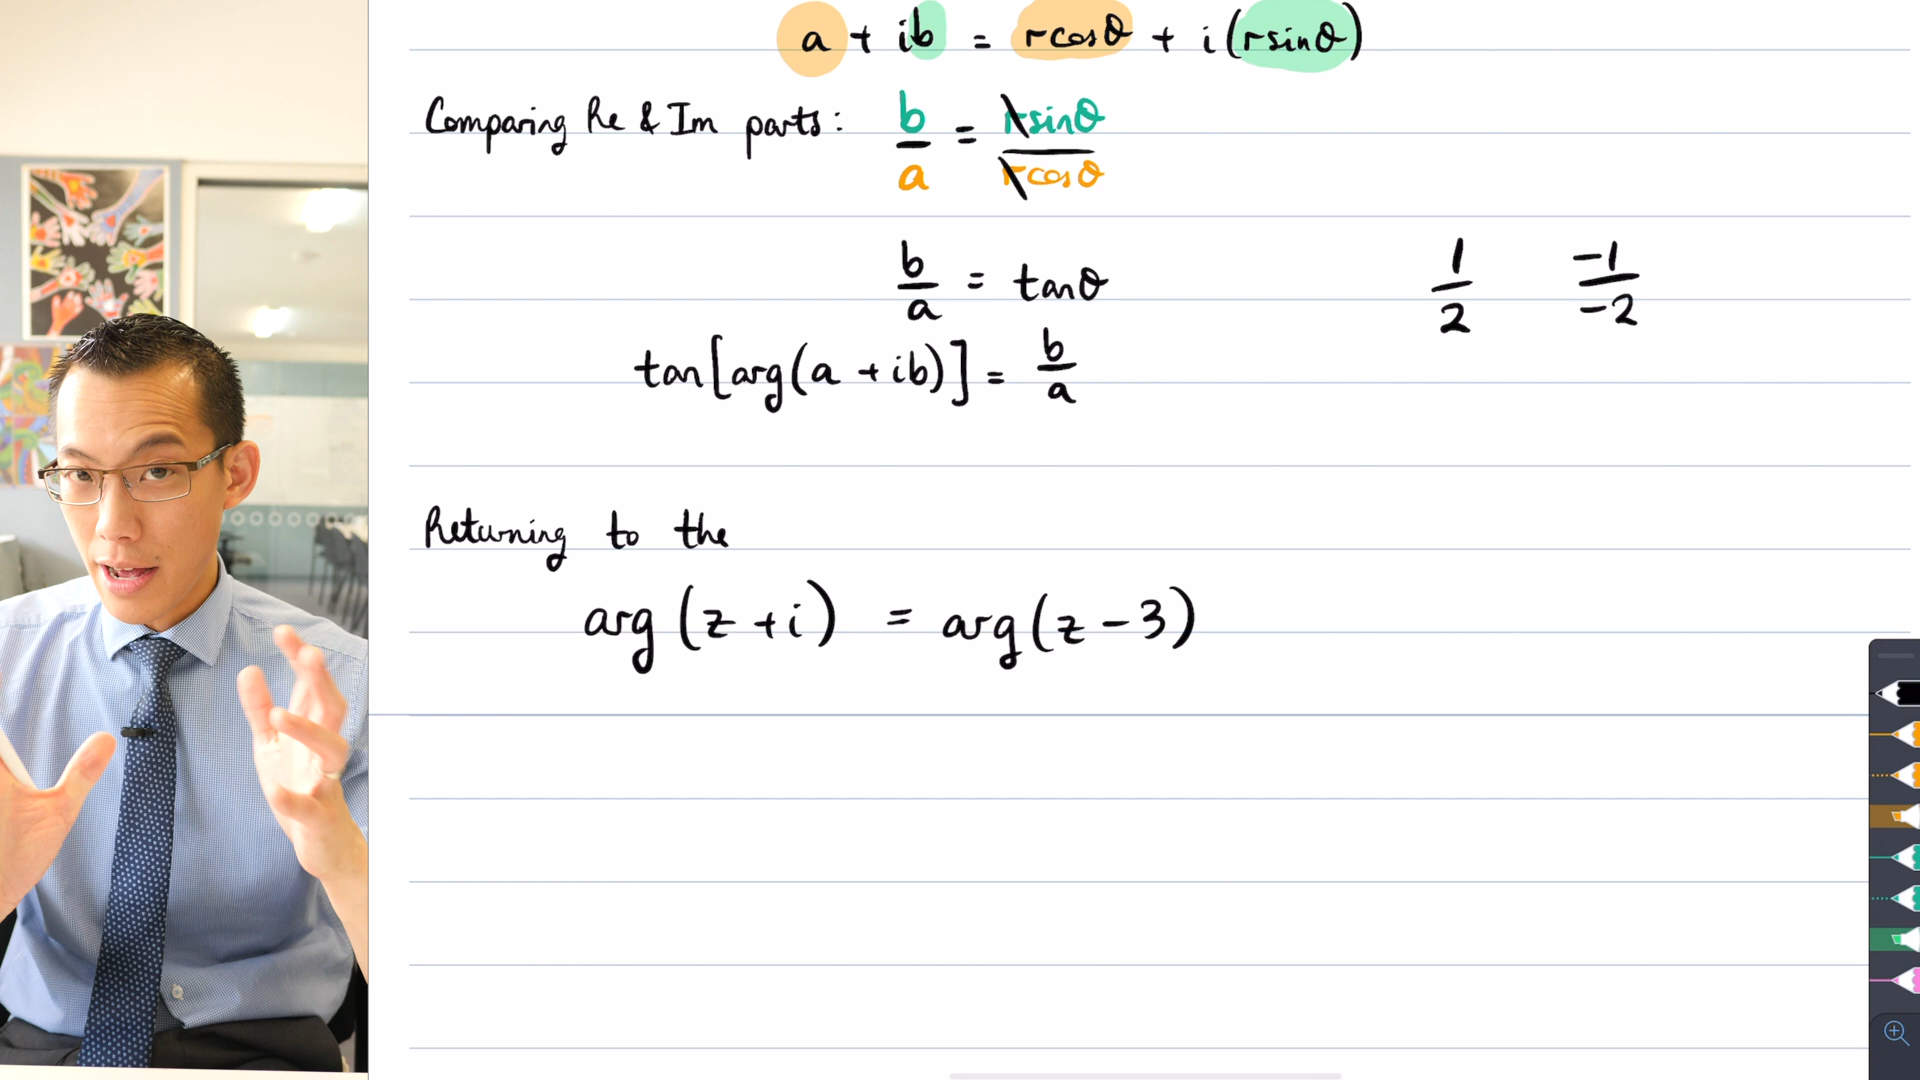 a + ib = rcosθ + i(rsinθ)
Comparing Re & Im parts: b/a = rsinθ/rcosθ
b/a = tanθ
1/2 -1/-2
tan[arg(a + ib)] = b/a
Returning to the
arg(z + i) = arg(z − 3)